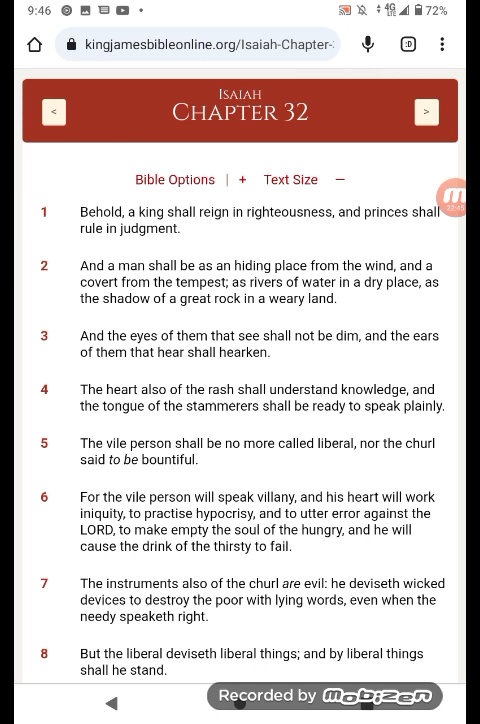 9:46 4G LTE 72%
kingjamesbibleonline.org/Isaiah-Chapter-
ISAIAH
CHAPTER 32
< >
Bible Options | + Text Size −
22:45
1 Behold, a king shall reign in righteousness, and princes shall
rule in judgment.
2 And a man shall be as an hiding place from the wind, and a
covert from the tempest; as rivers of water in a dry place, as
the shadow of a great rock in a weary land.
3 And the eyes of them that see shall not be dim, and the ears
of them that hear shall hearken.
4 The heart also of the rash shall understand knowledge, and
the tongue of the stammerers shall be ready to speak plainly.
5 The vile person shall be no more called liberal, nor the churl
said to be bountiful.
6 For the vile person will speak villany, and his heart will work
iniquity, to practise hypocrisy, and to utter error against the
LORD, to make empty the soul of the hungry, and he will
cause the drink of the thirsty to fail.
7 The instruments also of the churl are evil: he deviseth wicked
devices to destroy the poor with lying words, even when the
needy speaketh right.
8 But the liberal deviseth liberal things; and by liberal things
shall he stand.
Recorded by mobizen